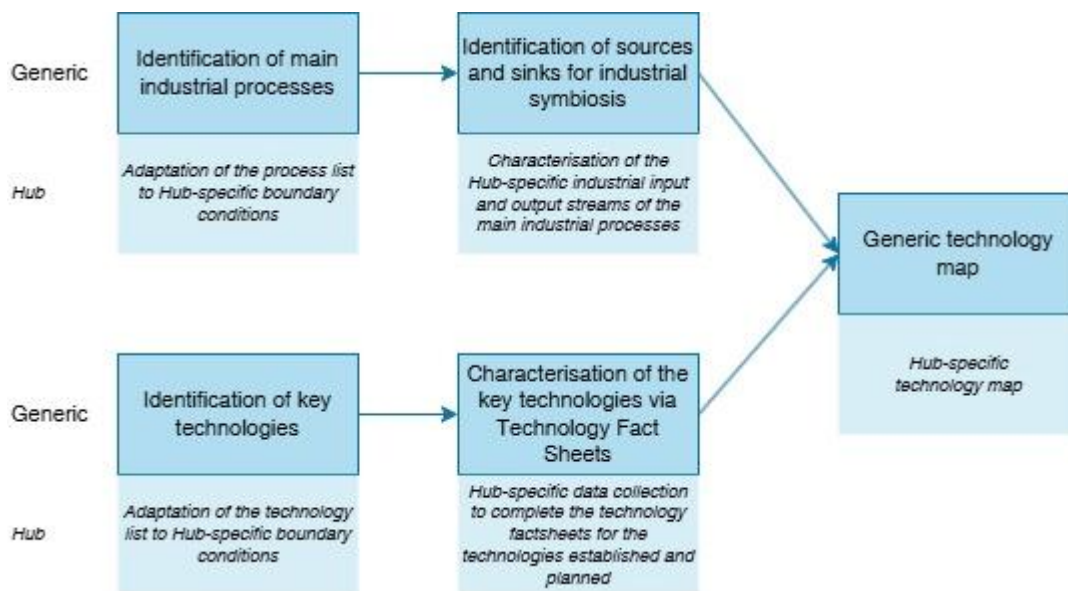 Generic
Identification of main
industrial processes
Identification of sources
and sinks for industrial
symbiosis
Hub
Adaptation of the process list
to Hub-specific boundary
conditions
Characterisation of the
Hub-specific industrial input
and output streams of the
main industrial processes
Generic technology
map
Hub-specific
technology map
Generic
Identification of key
technologies
Characterisation of the
key technologies via
Technology Fact
Sheets
Hub
Adaptation of the technology
list to Hub-specific boundary
conditions
Hub-specific data collection
to complete the technology
factsheets for the
technologies established and
planned